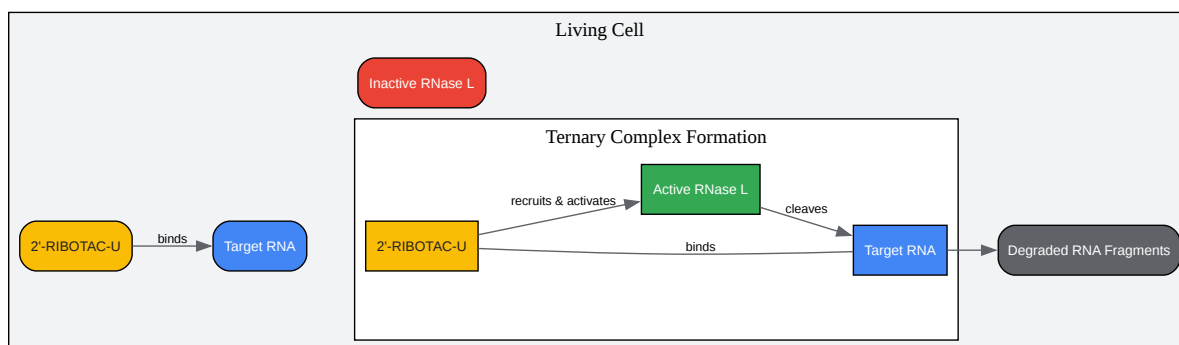 Living Cell
Inactive RNase L
Ternary Complex Formation
Active RNase L
recruits & activates
cleaves
2'-RIBOTAC-U
binds
Target RNA
2'-RIBOTAC-U
binds
Target RNA
Degraded RNA Fragments